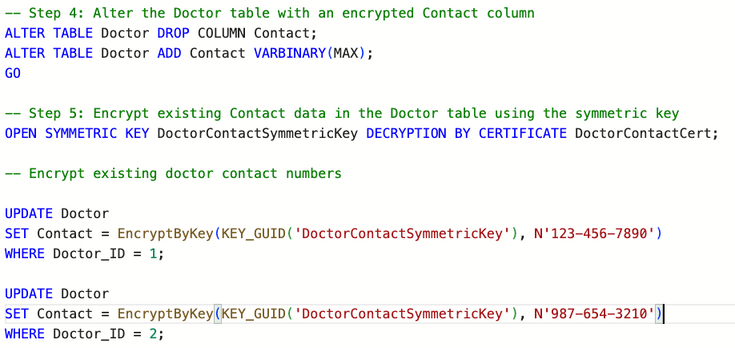 -- Step 4: Alter the Doctor table with an encrypted Contact column
ALTER TABLE Doctor DROP COLUMN Contact;
ALTER TABLE Doctor ADD Contact VARBINARY(MAX);
GO
-- Step 5: Encrypt existing Contact data in the Doctor table using the symmetric key
OPEN SYMMETRIC KEY DoctorContactSymmetricKey DECRYPTION BY CERTIFICATE DoctorContactCert;
-- Encrypt existing doctor contact numbers
UPDATE Doctor
SET Contact = EncryptByKey(KEY_GUID('DoctorContactSymmetricKey'), N'123-456-7890')
WHERE Doctor_ID = 1;
UPDATE Doctor
SET Contact = EncryptByKey(KEY_GUID('DoctorContactSymmetricKey'), N'987-654-3210')
WHERE Doctor_ID = 2;